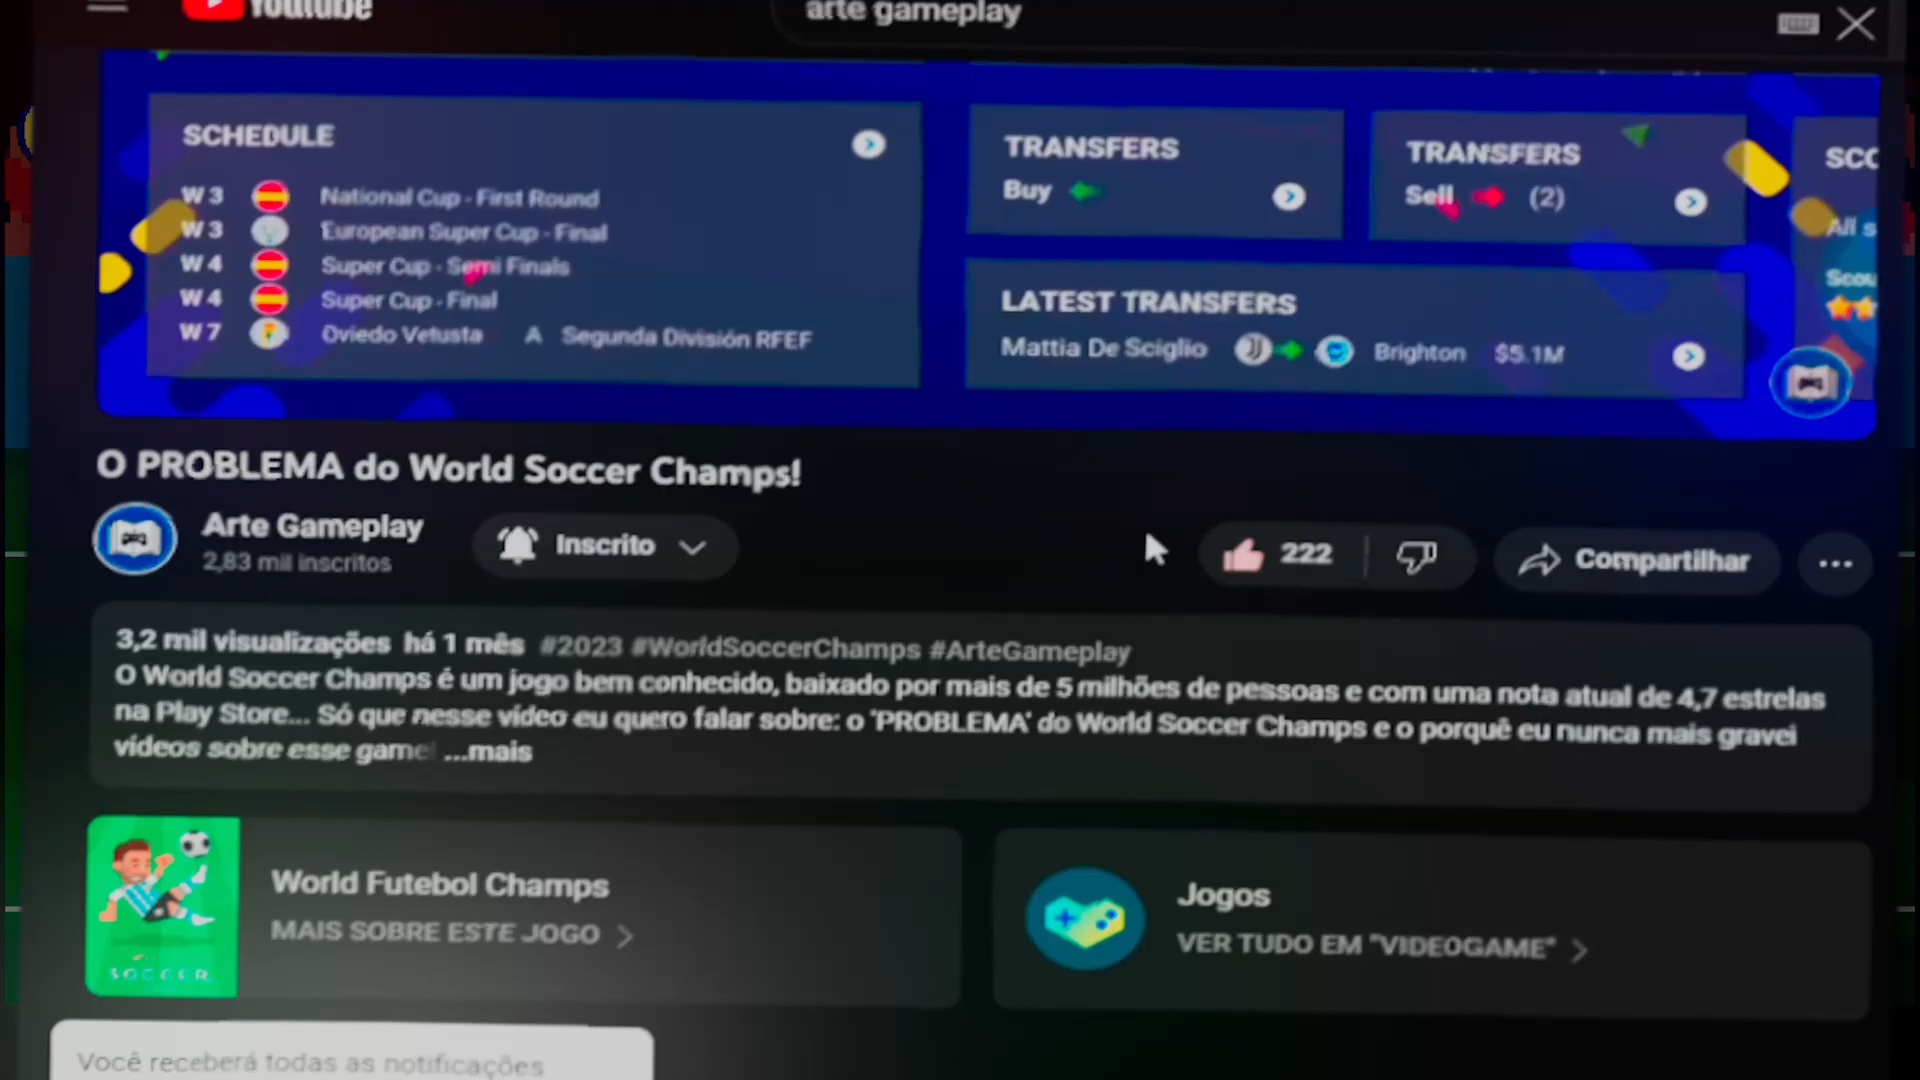 YouTube
arte gameplay
SCHEDULE
W 3 National Cup - First Round
W 3 European Super Cup - Final
W 4 Super Cup - Semi Finals
W 4 Super Cup - Final
W 7 Oviedo Vetusta A Segunda División RFEF
TRANSFERS
Buy
TRANSFERS
Sell (2)
LATEST TRANSFERS
Mattia De Sciglio Brighton $5.1M
All
O PROBLEMA do World Soccer Champs!
Arte Gameplay
2,83 mil inscritos
Inscrito
222
Compartilhar
3,2 mil visualizações há 1 mês #2023 #WorldSoccerChamps #ArteGameplay
O World Soccer Champs é um jogo bem conhecido, baixado por mais de 5 milhões de pessoas e com uma nota atual de 4,7 estrelas
na Play Store... Só que nesse vídeo eu quero falar sobre: o 'PROBLEMA' do World Soccer Champs e o porquê eu nunca mais gravei
vídeos sobre esse game! ...mais
SOCCER
World Futebol Champs
MAIS SOBRE ESTE JOGO
Jogos
VER TUDO EM "VIDEOGAME"
Você receberá todas as notificações